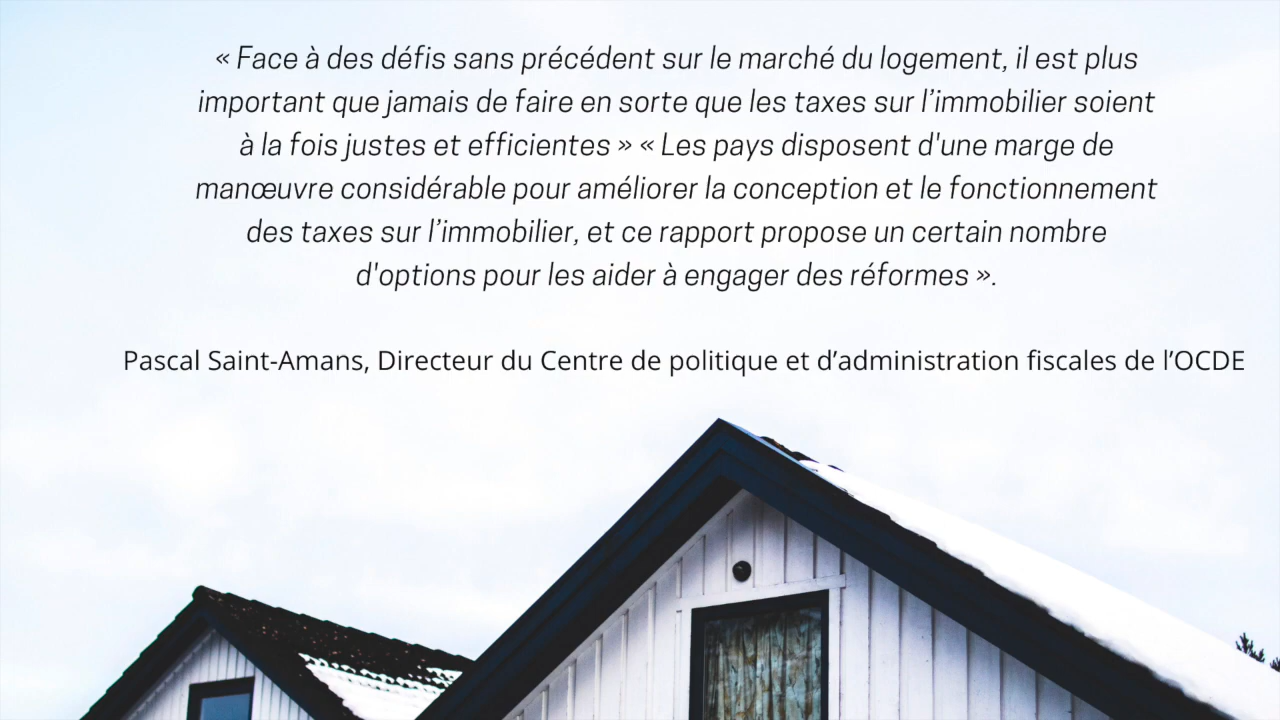 « Face à des défis sans précédent sur le marché du logement, il est plus
important que jamais de faire en sorte que les taxes sur l’immobilier soient
à la fois justes et efficientes » « Les pays disposent d'une marge de
manœuvre considérable pour améliorer la conception et le fonctionnement
des taxes sur l’immobilier, et ce rapport propose un certain nombre
d'options pour les aider à engager des réformes ».
Pascal Saint-Amans, Directeur du Centre de politique et d’administration fiscales de l’OCDE